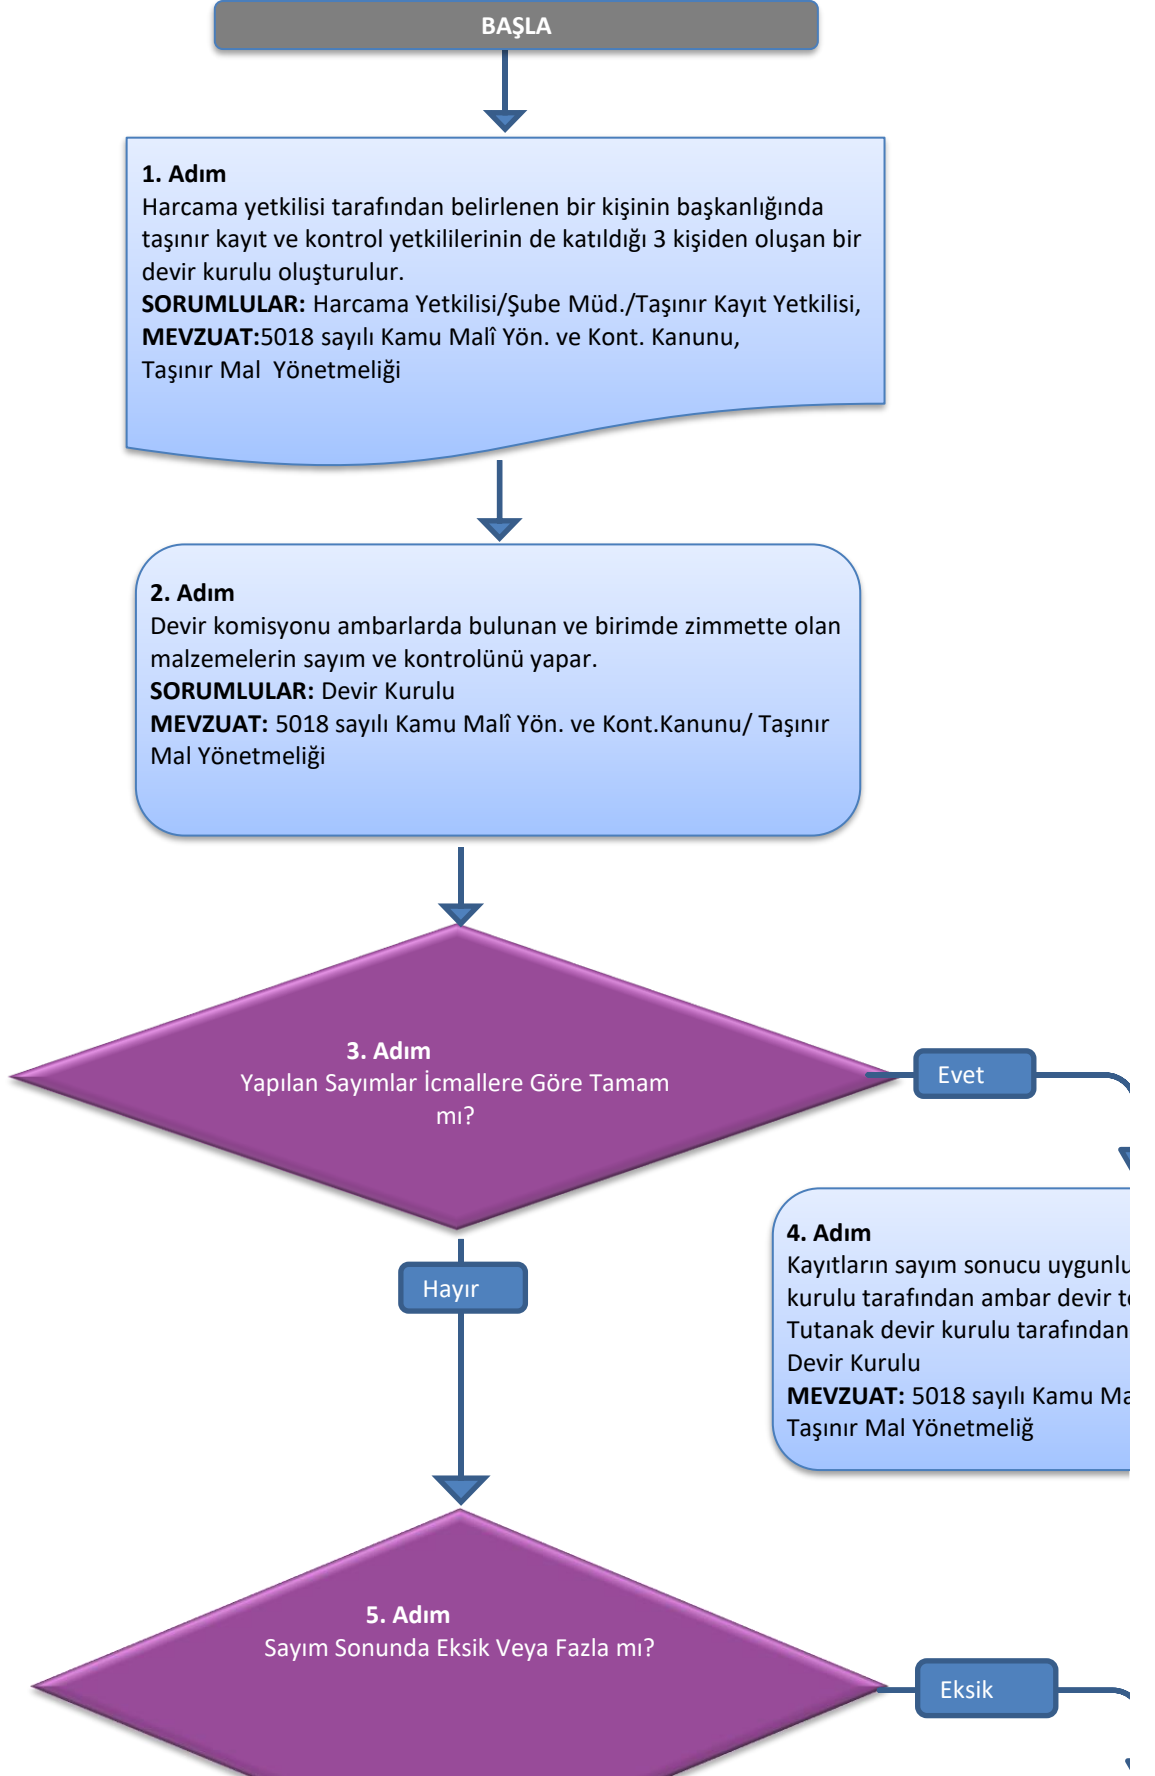 BAŞLA
1. Adım
Harcama yetkilisi tarafından belirlenen bir kişinin başkanlığında
taşınır kayıt ve kontrol yetkililerinin de katıldığı 3 kişiden oluşan bir
devir kurulu oluşturulur.
SORUMLULAR: Harcama Yetkilisi/Şube Müd./Taşınır Kayıt Yetkilisi,
MEVZUAT:5018 sayılı Kamu Malî Yön. ve Kont. Kanunu,
Taşınır Mal Yönetmeliği
2. Adım
Devir komisyonu ambarlarda bulunan ve birimde zimmette olan
malzemelerin sayım ve kontrolünü yapar.
SORUMLULAR: Devir Kurulu
MEVZUAT: 5018 sayılı Kamu Malî Yön. ve Kont.Kanunu/ Taşınır
Mal Yönetmeliği
3. Adım
Yapılan Sayımlar İcmallere Göre Tamam
mı?
Evet
Hayır
4. Adım
Kayıtların sayım sonucu
kurulu tarafından ambar devir
Tutanak devir kurulu tarafından
Devir Kurulu
MEVZUAT: 5018 sayılı Kamu
Taşınır Mal Yönetmeliğ
5. Adım
Sayım Sonunda Eksik Veya Fazla mı?
Eksik